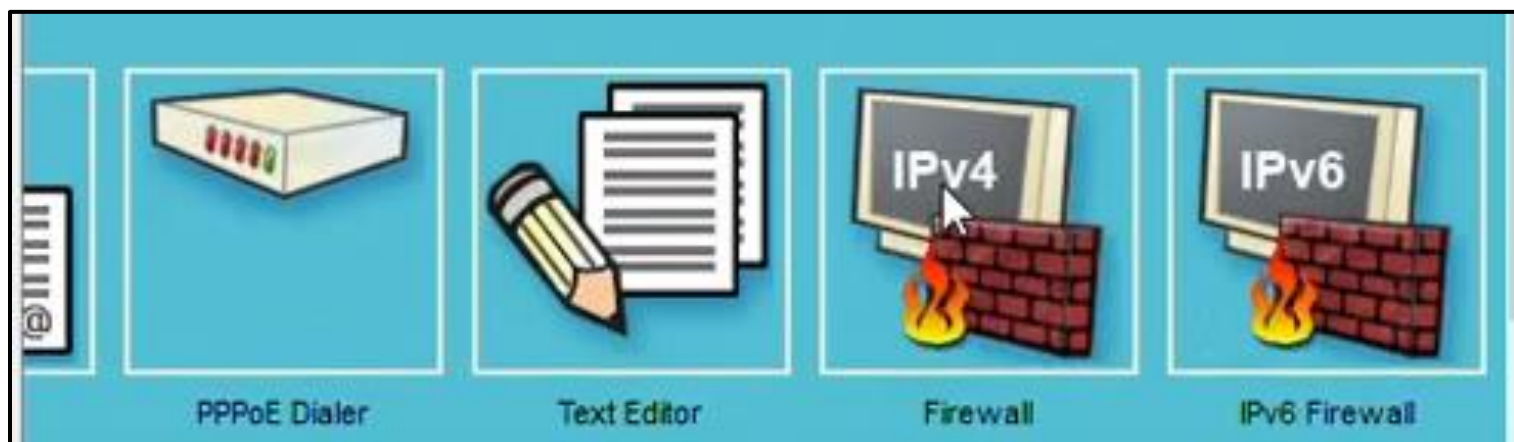 IPv4
IPv6
@
PPPoE Dialer
Text Editor
Firewall
IPv6 Firewall